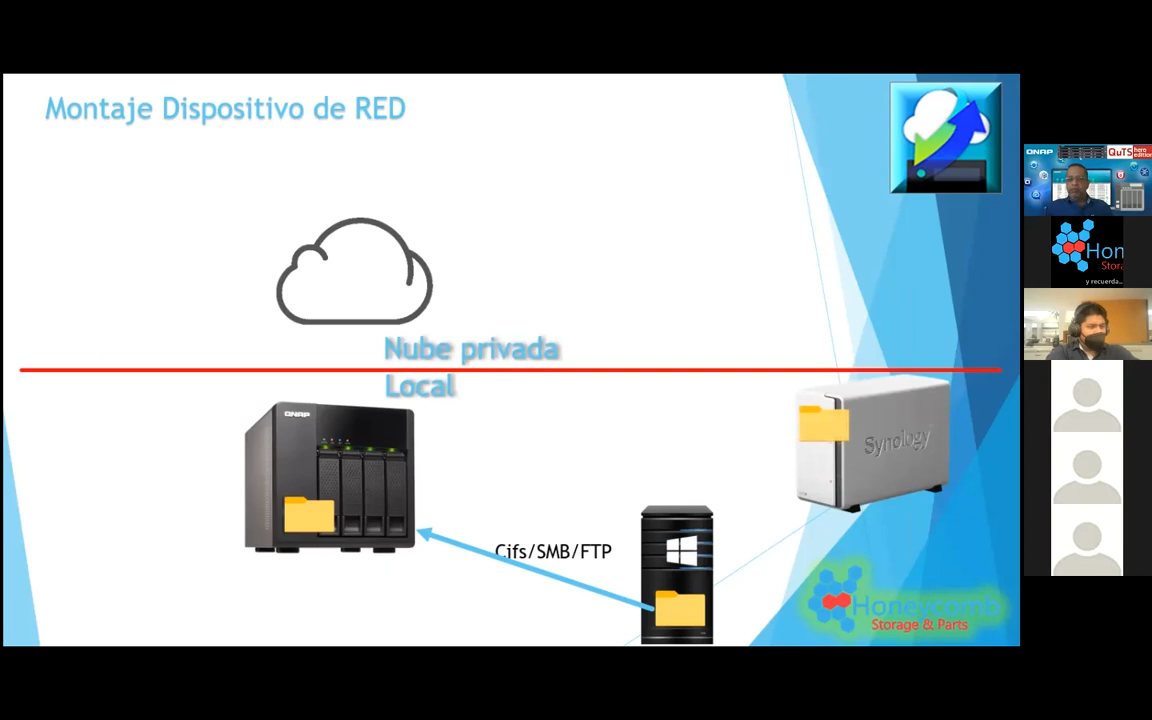 Montaje Dispositivo de RED
Nube privada
Local
QNAP
Synology
Cifs/SMB/FTP
Honeycomb
Storage & Parts
QNAP
QuTS
hero
edition
Hon
Stora
y recuerda...